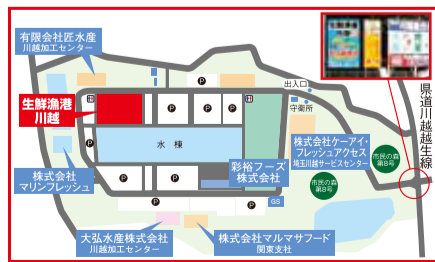 有限会社匠水産
川越加工センター
生鮮漁港
川越
出入口
守衛所
県道川越越生線
水棟
株式会社ケーアイ・
フレッシュアクセス
埼玉川越サービスセンター
市民の森
第8号
彩裕フーズ
株式会社
株式会社
マリンフレッシュ
市民の森
第8号
GS
大弘水産株式会社
川越加工センター
株式会社マルマサフード
関東支社
P
P
P
P
P
P
P
P
P